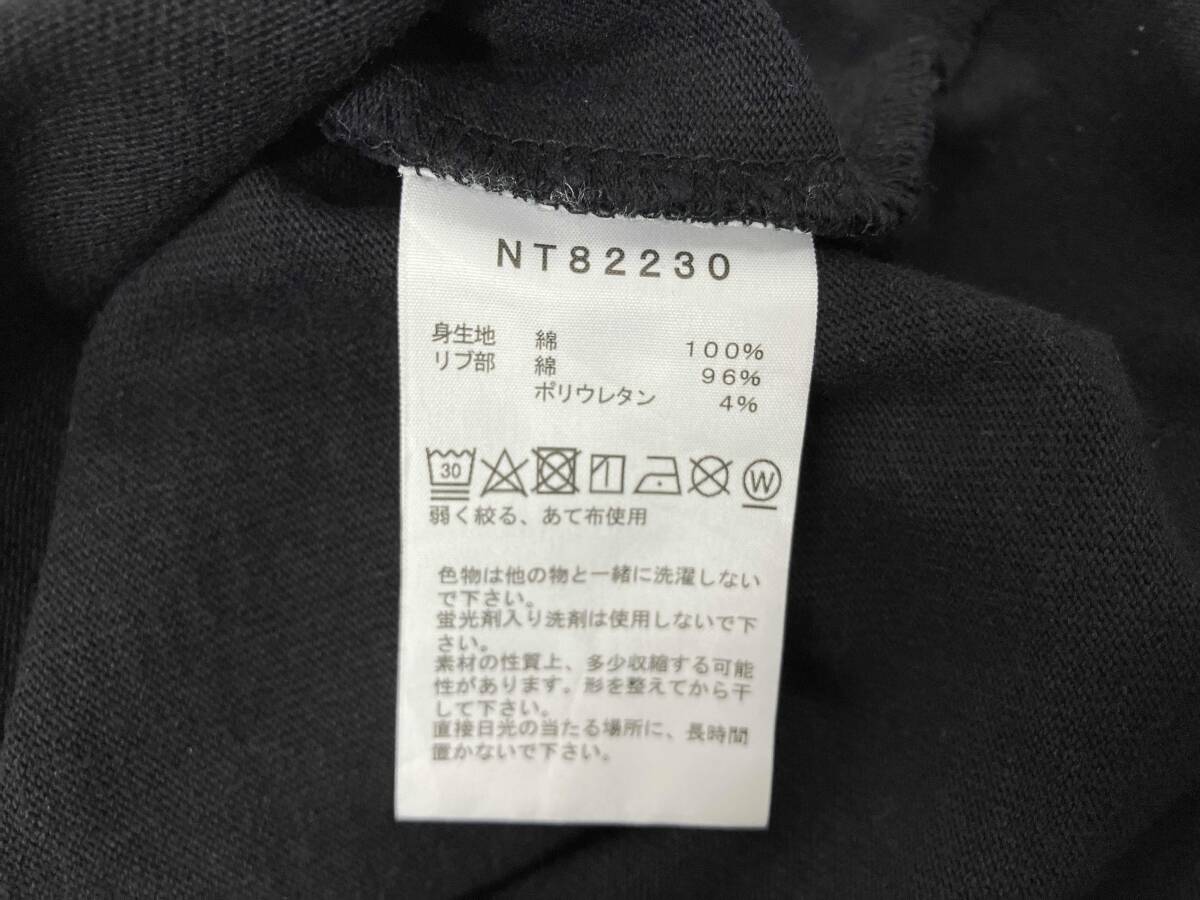 NT82230
身生地 綿 100%
リブ部 綿 96%
ポリウレタン 4%
30 W
弱く絞る、あて布使用
色物は他の物と一緒に洗濯しない
で下さい。
蛍光剤入り洗剤は使用しないで下
さい。
素材の性質上、多少収縮する可能
性があります。形を整えてから干
して下さい。
直接日光の当たる場所に、長時間
置かないで下さい。